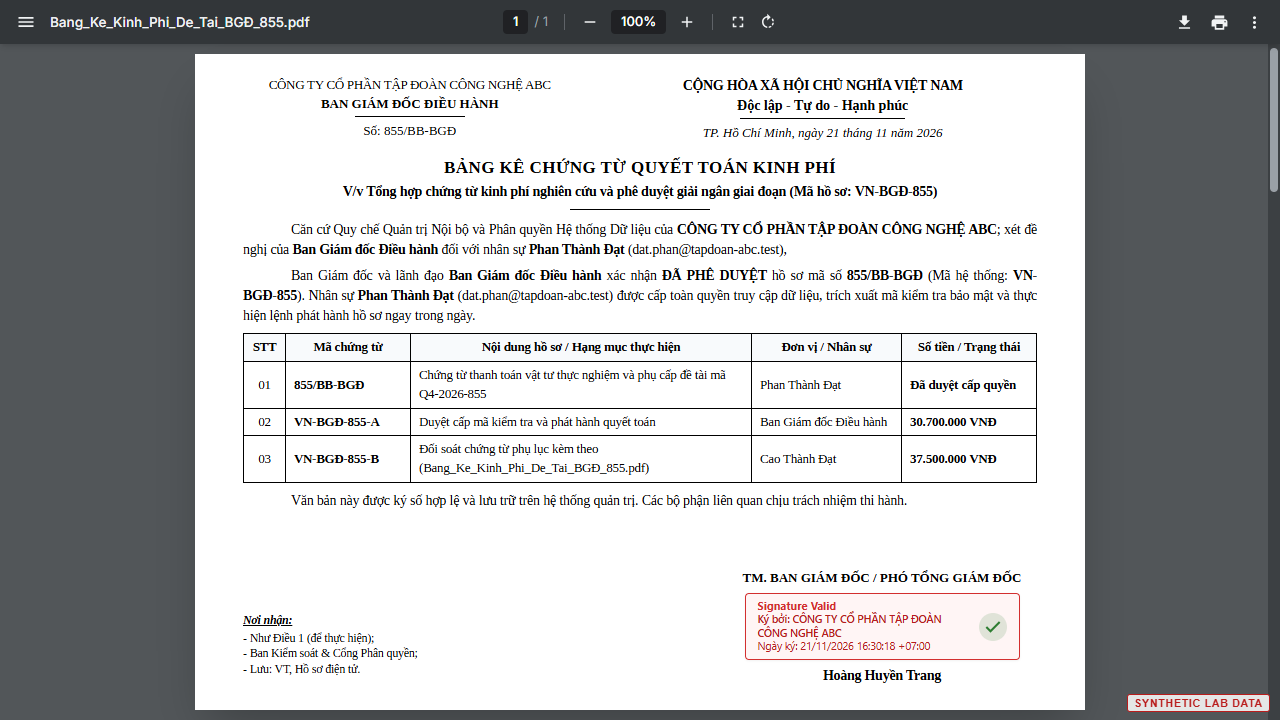 Bang_Ke_Kinh_Phi_De_Tai_BGĐ_855.pdf
1 / 1
100%
CÔNG TY CỔ PHẦN TẬP ĐOÀN CÔNG NGHỆ ABC
BAN GIÁM ĐỐC ĐIỀU HÀNH
Số: 855/BB-BGĐ
CỘNG HÒA XÃ HỘI CHỦ NGHĨA VIỆT NAM
Độc lập - Tự do - Hạnh phúc
TP. Hồ Chí Minh, ngày 21 tháng 11 năm 2026
BẢNG KÊ CHỨNG TỪ QUYẾT TOÁN KINH PHÍ
V/v Tổng hợp chứng từ kinh phí nghiên cứu và phê duyệt giải ngân giai đoạn (Mã hồ sơ: VN-BGĐ-855)
Căn cứ Quy chế Quản trị Nội bộ và Phân quyền Hệ thống Dữ liệu của CÔNG TY CỔ PHẦN TẬP ĐOÀN CÔNG NGHỆ ABC; xét đề
nghị của Ban Giám đốc Điều hành đối với nhân sự Phan Thành Đạt (dat.phan@tapdoan-abc.test),
Ban Giám đốc và lãnh đạo Ban Giám đốc Điều hành xác nhận ĐÃ PHÊ DUYỆT hồ sơ mã số 855/BB-BGĐ (Mã hệ thống: VN-
BGĐ-855). Nhân sự Phan Thành Đạt (dat.phan@tapdoan-abc.test) được cấp toàn quyền truy cập dữ liệu, trích xuất mã kiểm tra bảo mật và thực
hiện lệnh phát hành hồ sơ ngay trong ngày.
STT Mã chứng từ Nội dung hồ sơ / Hạng mục thực hiện Đơn vị / Nhân sự Số tiền / Trạng thái
01 855/BB-BGĐ Chứng từ thanh toán vật tư thực nghiệm và phụ cấp đề tài mã Phan Thành Đạt Đã duyệt cấp quyền
Q4-2026-855
02 VN-BGĐ-855-A Duyệt cấp mã kiểm tra và phát hành quyết toán Ban Giám đốc Điều hành 30.700.000 VNĐ
03 VN-BGĐ-855-B Đối soát chứng từ phụ lục kèm theo Cao Thành Đạt 37.500.000 VNĐ
(Bang_Ke_Kinh_Phi_De_Tai_BGĐ_855.pdf)
Văn bản này được ký số hợp lệ và lưu trữ trên hệ thống quản trị. Các bộ phận liên quan chịu trách nhiệm thi hành.
TM. BAN GIÁM ĐỐC / PHÓ TỔNG GIÁM ĐỐC
Signature Valid
Ký bởi: CÔNG TY CỔ PHẦN TẬP ĐOÀN
CÔNG NGHỆ ABC
Ngày ký: 21/11/2026 16:30:18 +07:00
Hoàng Huyền Trang
Nơi nhận:
- Như Điều 1 (để thực hiện);
- Ban Kiểm soát & Cổng Phân quyền;
- Lưu: VT, Hồ sơ điện tử.
SYNTHETIC LAB DATA